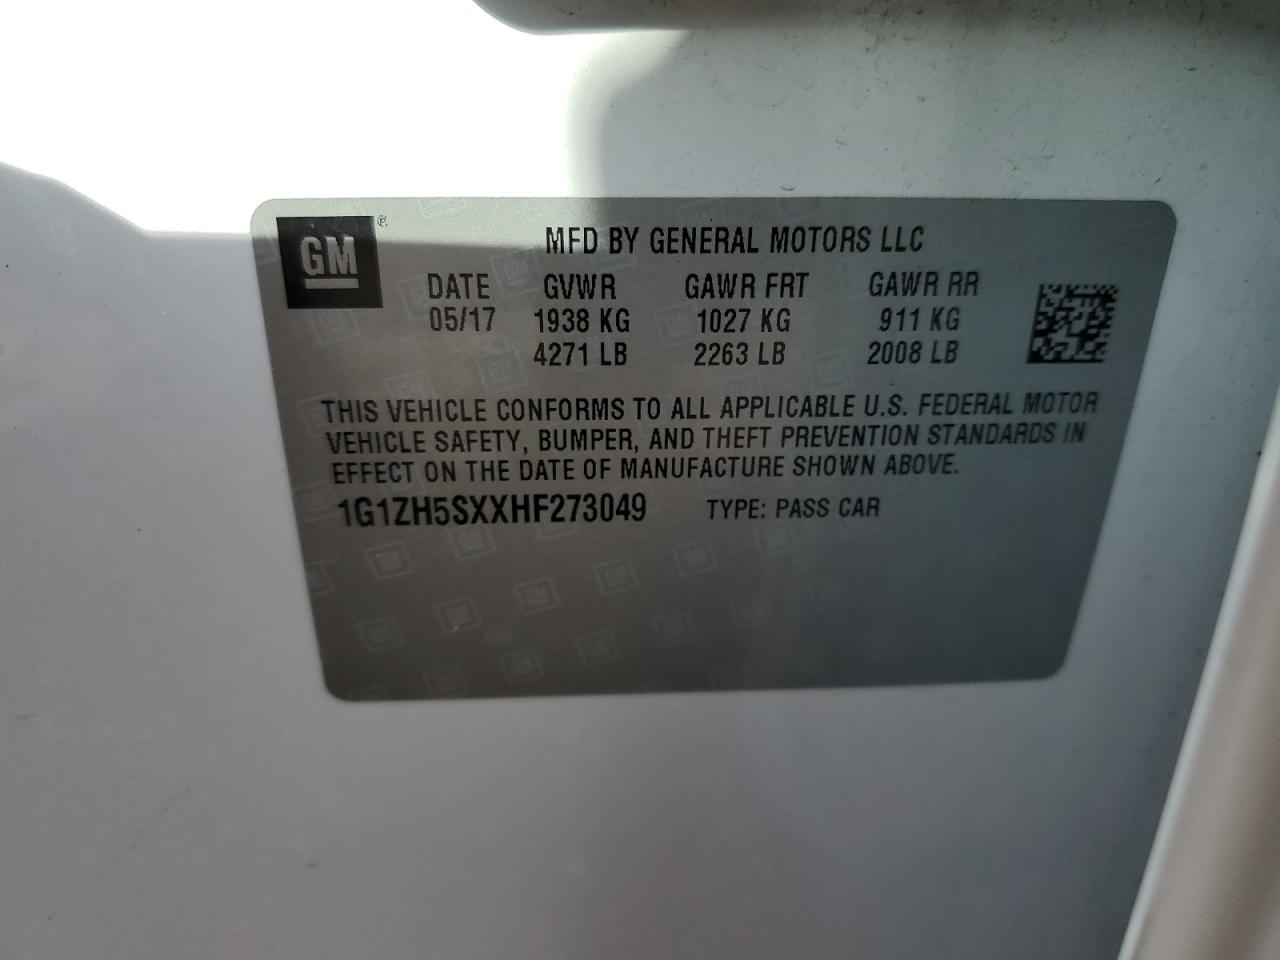 GM ®
MFD BY GENERAL MOTORS LLC
DATE GVWR GAWR FRT GAWR RR
05/17 1938 KG 1027 KG 911 KG
4271 LB 2263 LB 2008 LB
THIS VEHICLE CONFORMS TO ALL APPLICABLE U.S. FEDERAL MOTOR
VEHICLE SAFETY, BUMPER, AND THEFT PREVENTION STANDARDS IN
EFFECT ON THE DATE OF MANUFACTURE SHOWN ABOVE.
1G1ZH5SXXHF273049 TYPE: PASS CAR